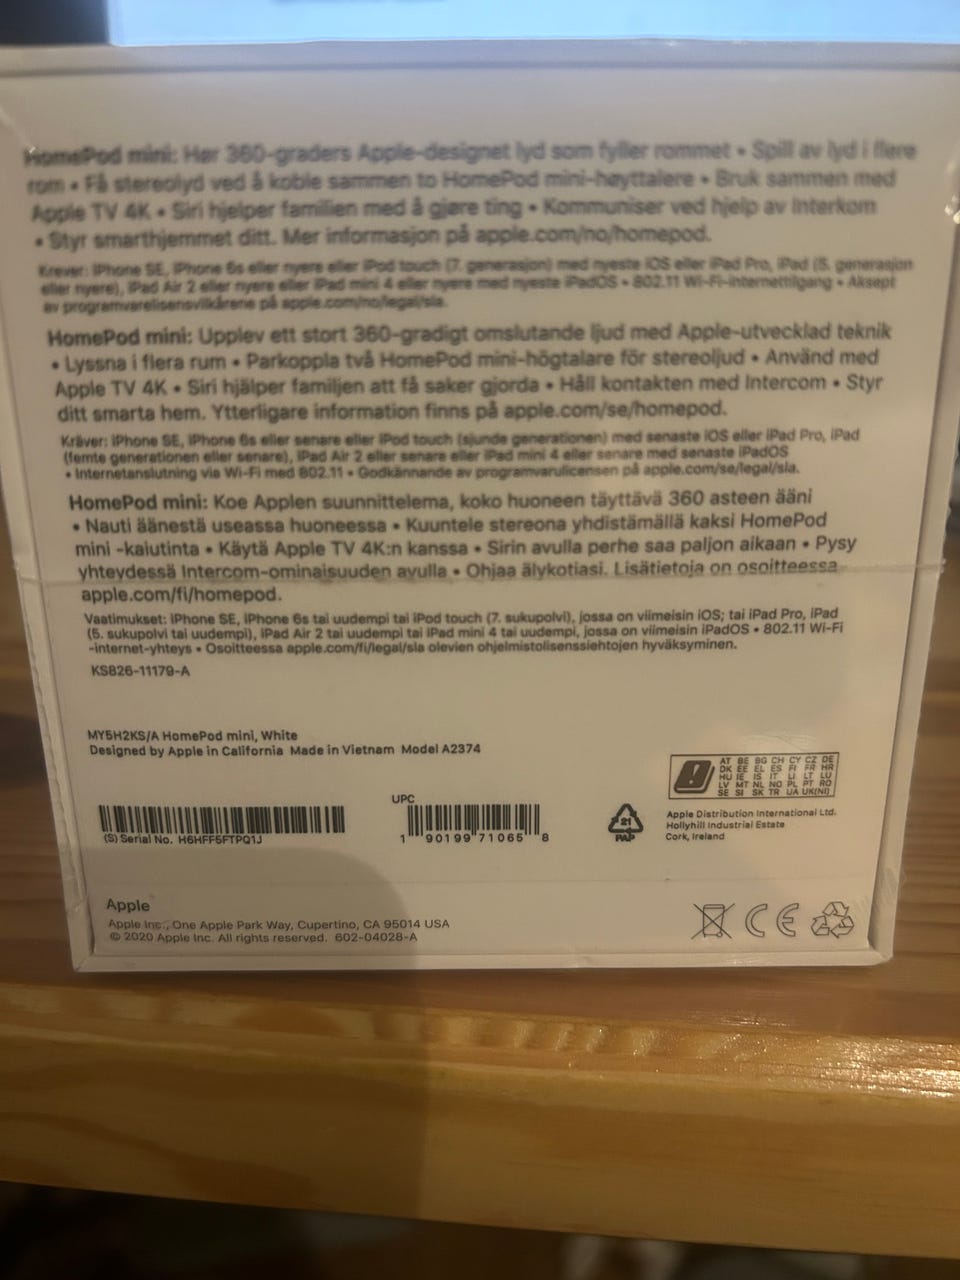 HomePod mini: Hør 360-graders Apple-designet lyd som fyller rommet • Spill av lyd i flere
rom • Få stereolyd ved å koble sammen to HomePod mini-høyttalere • Bruk sammen med
Apple TV 4K • Siri hjelper familien med å gjøre ting • Kommuniser ved hjelp av Interkom
• Styr smarthjemmet ditt. Mer informasjon på apple.com/no/homepod.
Krever: iPhone SE, iPhone 6s eller nyere eller iPod touch (7. generasjon) med nyeste iOS eller iPad Pro, iPad (5. generasjon
eller nyere), iPad Air 2 eller nyere eller iPad mini 4 eller nyere med nyeste iPadOS • 802.11 Wi-Fi-internettilgang • Aksept
av programvarelisensvilkårene på apple.com/no/legal/sla.
HomePod mini: Upplev ett stort 360-gradigt omslutande ljud med Apple-utvecklad teknik
• Lyssna i flera rum • Parkoppla två HomePod mini-högtalare för stereoljud • Använd med
Apple TV 4K • Siri hjälper familjen att få saker gjorda • Håll kontakten med Intercom • Styr
ditt smarta hem. Ytterligare information finns på apple.com/se/homepod.
Kräver: iPhone SE, iPhone 6s eller senare eller iPod touch (sjunde generationen) med senaste iOS eller iPad Pro, iPad
(femte generationen eller senare), iPad Air 2 eller senare eller iPad mini 4 eller senare med senaste iPadOS
• Internetanslutning via Wi-Fi med 802.11 • Godkännande av programvarulicensen på apple.com/se/legal/sla.
HomePod mini: Koe Applen suunnittelema, koko huoneen täyttävä 360 asteen ääni
• Nauti äänestä useassa huoneessa • Kuuntele stereona yhdistämällä kaksi HomePod
mini -kaiutinta • Käytä Apple TV 4K:n kanssa • Sirin avulla perhe saa paljon aikaan • Pysy
yhteydessä Intercom-ominaisuuden avulla • Ohjaa älykotiasi. Lisätietoja on osoitteessa
apple.com/fi/homepod.
Vaatimukset: iPhone SE, iPhone 6s tai uudempi tai iPod touch (7. sukupolvi), jossa on viimeisin iOS; tai iPad Pro, iPad
(5. sukupolvi tai uudempi), iPad Air 2 tai uudempi tai iPad mini 4 tai uudempi, jossa on viimeisin iPadOS • 802.11 Wi-Fi
-internet-yhteys • Osoitteessa apple.com/fi/legal/sla olevien ohjelmistolisenssiehtojen hyväksyminen.
KS826-11179-A
MY5H2KS/A HomePod mini, White
Designed by Apple in California Made in Vietnam Model A2374
AT BE BG CH CY CZ DE
DK EE EL ES FI FR HR
HU IE IS IT LI LT LU
LV MT NL NO PL PT RO
SE SI SK TR UA UK(NI)
UPC
(S) Serial No. H6HFF5FTPQ1J
1 90199 71065 8
21
PAP
Apple Distribution International Ltd.
Hollyhill Industrial Estate
Cork, Ireland
Apple
Apple Inc., One Apple Park Way, Cupertino, CA 95014 USA
© 2020 Apple Inc. All rights reserved. 602-04028-A
CE